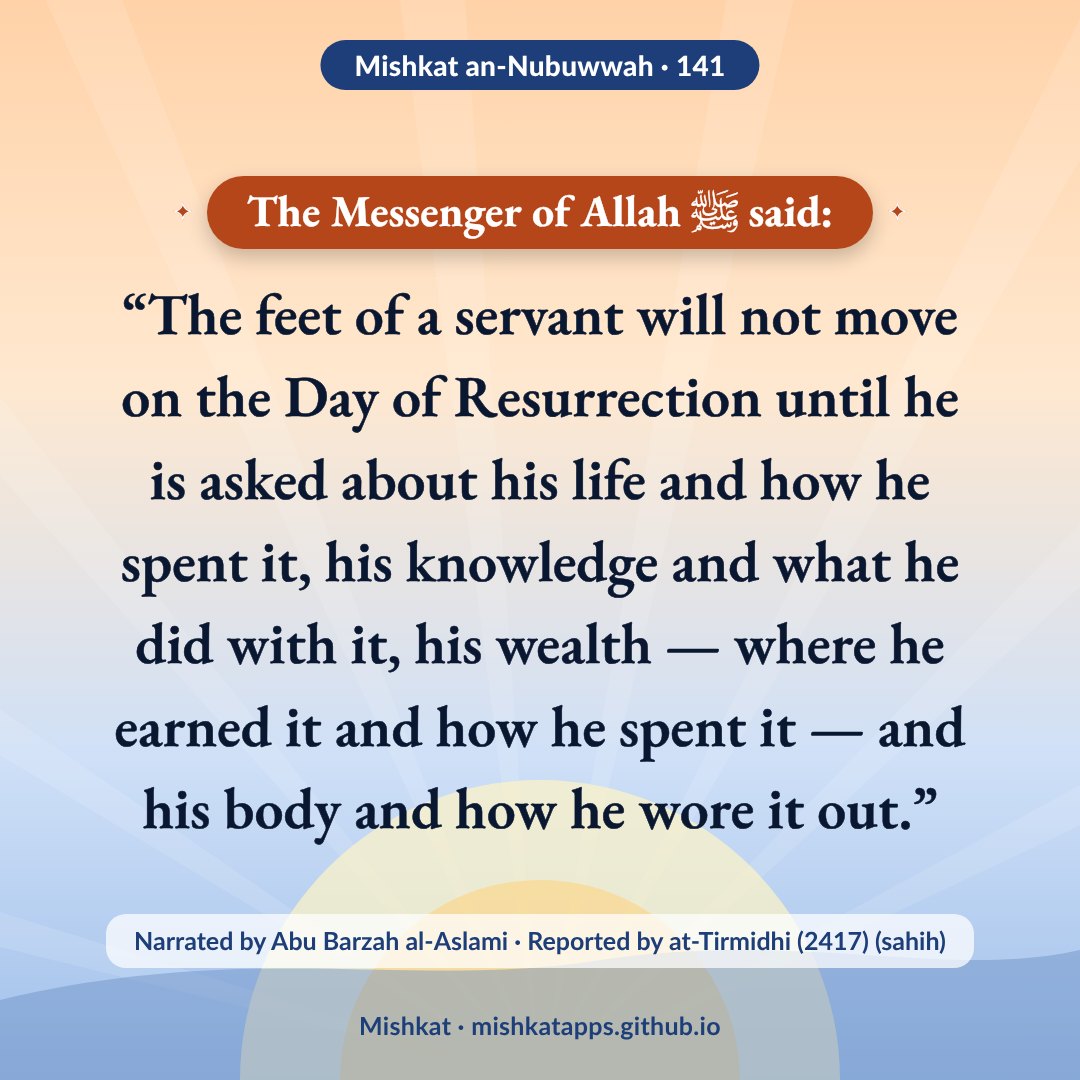 Mishkat an-Nubuwwah · 141
The Messenger of Allah ﷺ said:
“The feet of a servant will not move
on the Day of Resurrection until he
is asked about his life and how he
spent it, his knowledge and what he
did with it, his wealth — where he
earned it and how he spent it — and
his body and how he wore it out.”
Narrated by Abu Barzah al-Aslami · Reported by at-Tirmidhi (2417) (sahih)
Mishkat · mishkatapps.github.io